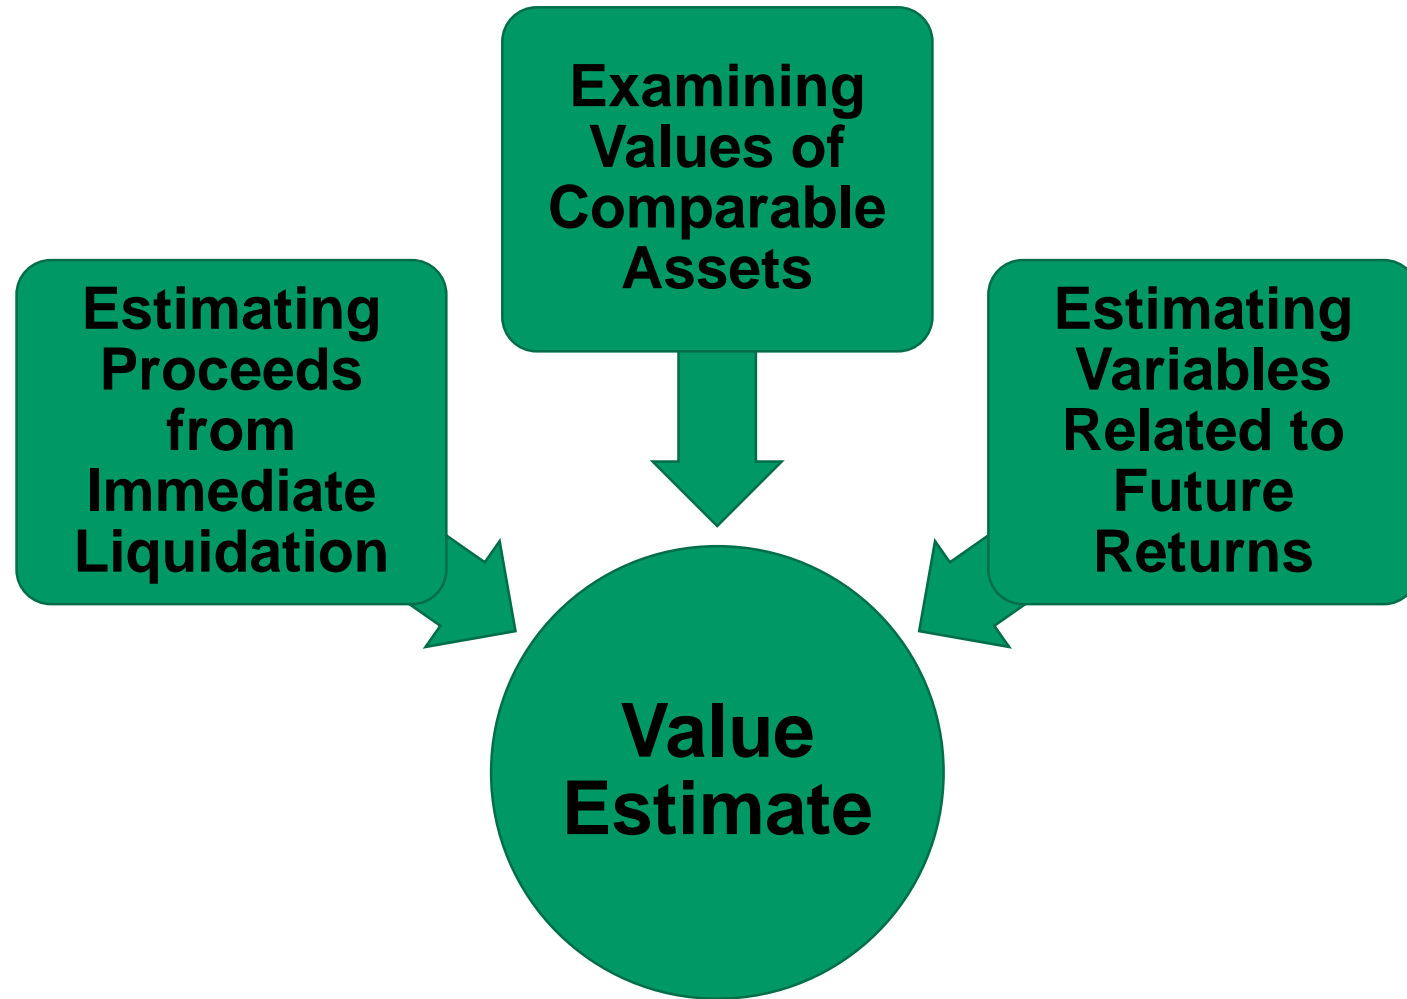 Examining
Values of
Comparable
Assets
Estimating
Proceeds
from
Immediate
Liquidation
Estimating
Variables
Related to
Future
Returns
Value
Estimate